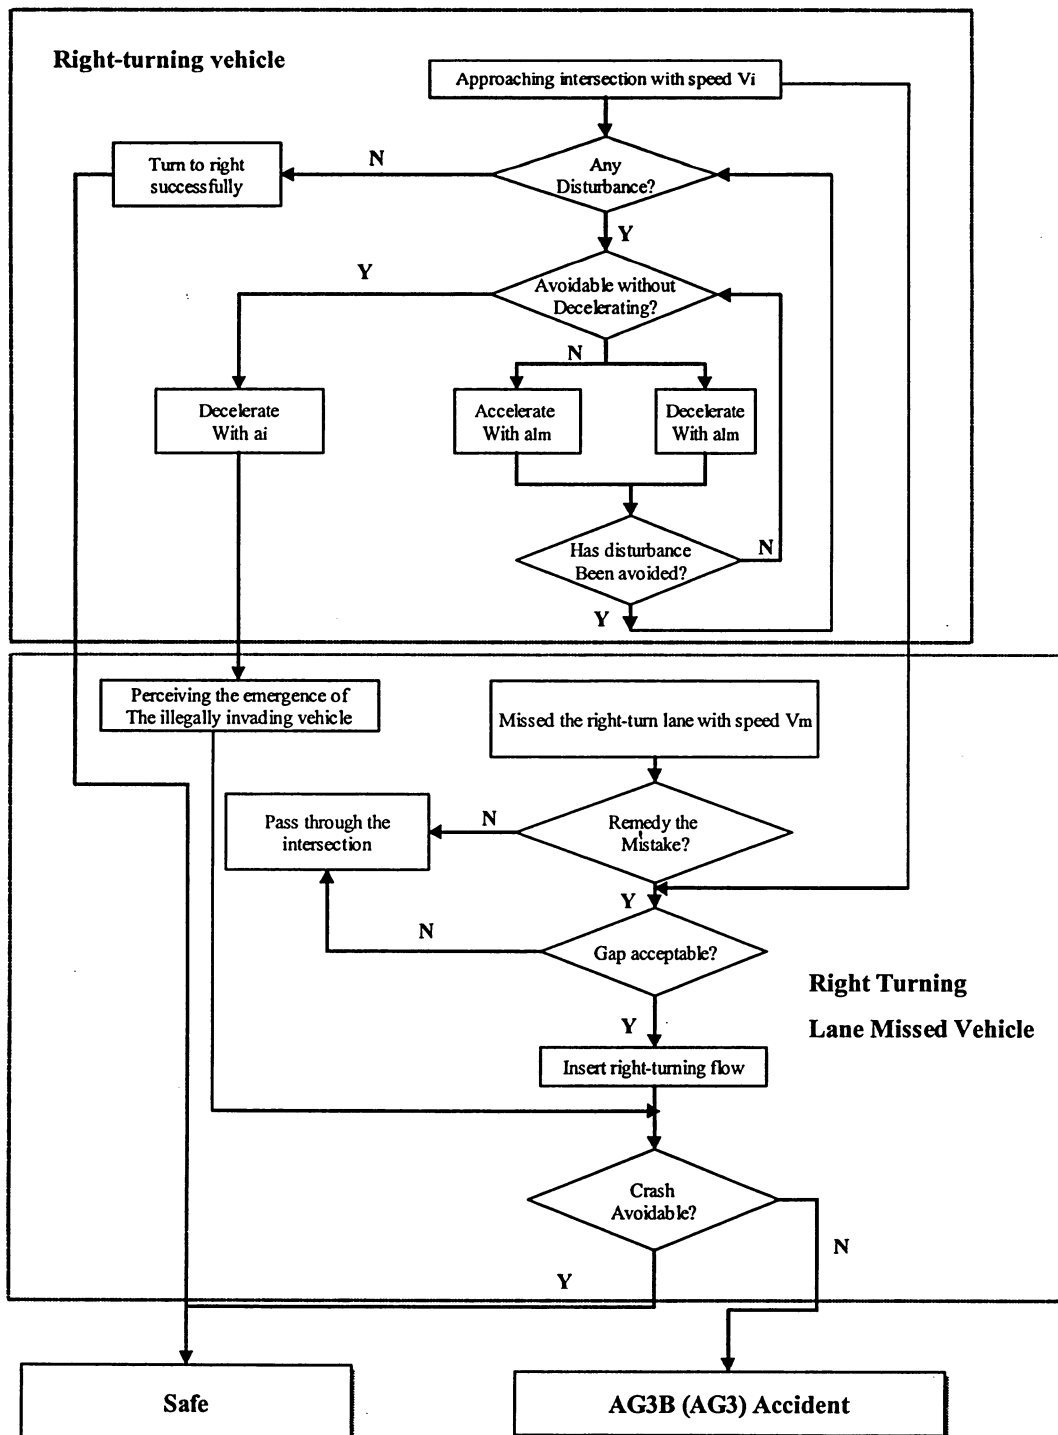 Right-turning vehicle
Approaching intersection with speed Vi
N
Turn to right
successfully
Any
Disturbance?
Y
Y
Avoidable without
Decelerating?
N
Decelerate
With ai
Accelerate
With alm
Decelerate
With alm
Has disturbance
Been avoided?
N
Y
Perceiving the emergence of
The illegally invading vehicle
Missed the right-turn lane with speed Vm
Pass through the
intersection
N
Remedy the
Mistake?
Y
N
Gap acceptable?
Right Turning
Lane Missed Vehicle
Y
Insert right-turning flow
Crash
Avoidable?
N
Y
Safe
AG3B (AG3) Accident